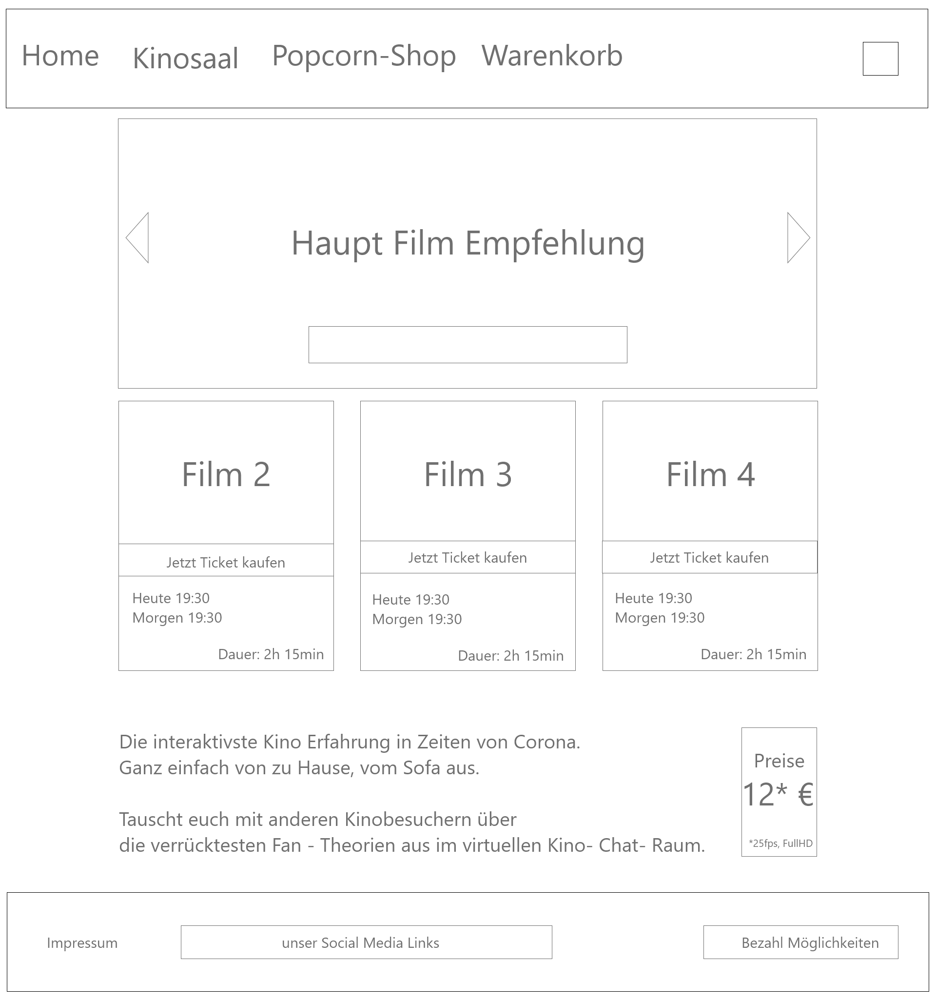 Home Kinosaal Popcorn-Shop Warenkorb
Haupt Film Empfehlung
Film 2
Jetzt Ticket kaufen
Heute 19:30
Morgen 19:30
Dauer: 2h 15min
Film 3
Jetzt Ticket kaufen
Heute 19:30
Morgen 19:30
Dauer: 2h 15min
Film 4
Jetzt Ticket kaufen
Heute 19:30
Morgen 19:30
Dauer: 2h 15min
Die interaktivste Kino Erfahrung in Zeiten von Corona.
Ganz einfach von zu Hause, vom Sofa aus.
Tauscht euch mit anderen Kinobesuchern über
die verrücktesten Fan - Theorien aus im virtuellen Kino- Chat- Raum.
Preise
12* €
*25fps, FullHD
Impressum
unser Social Media Links
Bezahl Möglichkeiten